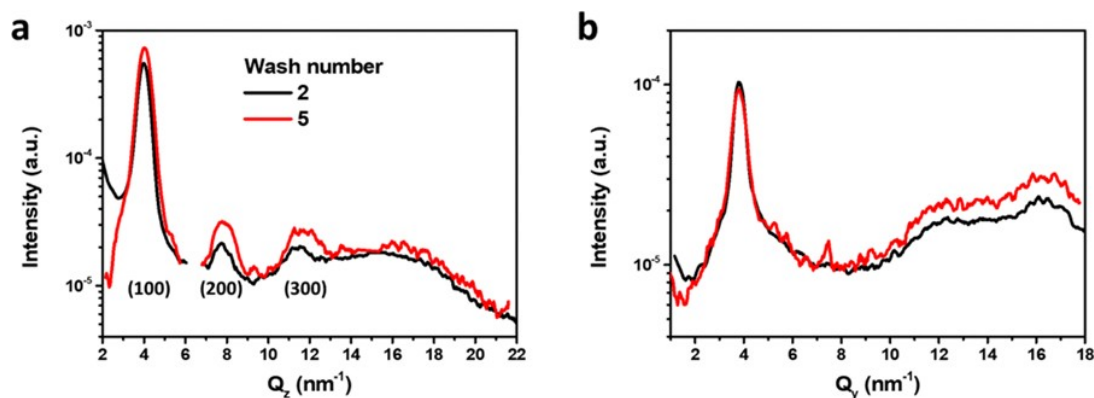 a
Intensity (a.u.)
10⁻³
10⁻⁴
10⁻⁵
Wash number
2
5
(100)
(200)
(300)
2 4 6 8 10 12 14 16 18 20 22
Q_z (nm⁻¹)
b
Intensity (a.u.)
10⁻⁴
10⁻⁵
2 4 6 8 10 12 14 16 18
Q_y (nm⁻¹)